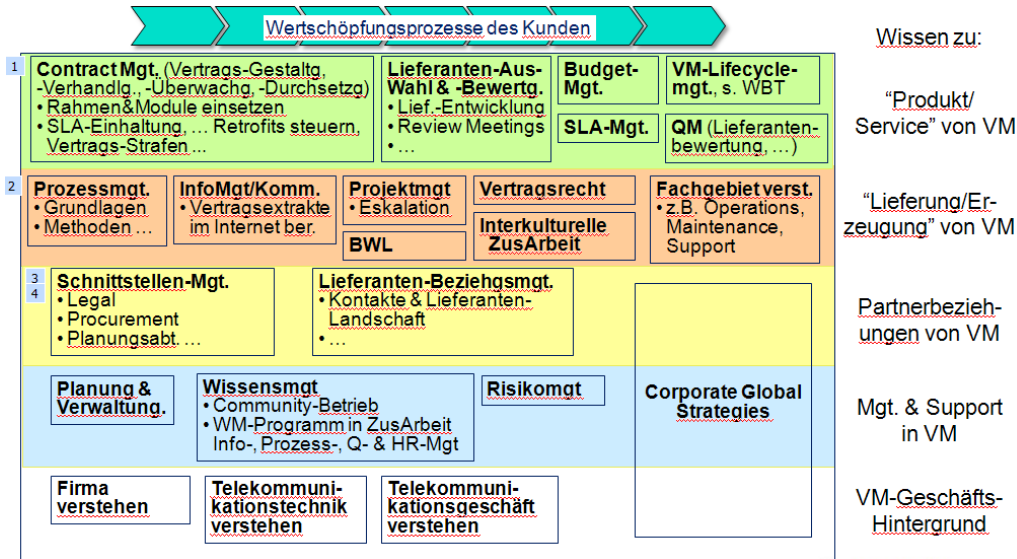 Wertschöpfungsprozesse des Kunden
Wissen zu:
1
Contract Mgt. (Vertrags-Gestaltg,
-Verhandlg., -Überwachg, -Durchsetzg)
• Rahmen&Module einsetzen
• SLA-Einhaltung, … Retrofits steuern,
Vertrags-Strafen ...
Lieferanten-Aus-
Wahl & -Bewertg.
• Lief.-Entwicklung
• Review Meetings
• …
Budget-
Mgt.
SLA-Mgt.
VM-Lifecycle-
mgt., s. WBT
QM (Lieferanten-
bewertung, …)
“Produkt/
Service” von VM
2
Prozessmgt.
• Grundlagen
• Methoden …
InfoMgt/Komm.
• Vertragsextrakte
im Internet ber.
Projektmgt
• Eskalation
BWL
Vertragsrecht
Interkulturelle
ZusArbeit
Fachgebiet verst.
• z.B. Operations,
Maintenance,
Support
“Lieferung/Er-
zeugung” von VM
3
4
Schnittstellen-Mgt.
• Legal
• Procurement
• Planungsabt. …
Lieferanten-Beziehgsmgt.
• Kontakte & Lieferanten-
Landschaft
• …
Partnerbezieh-
ungen von VM
Planung &
Verwaltung.
Wissensmgt
• Community-Betrieb
• WM-Programm in ZusArbeit
Info-, Prozess-, Q- & HR-Mgt
Risikomgt
Corporate Global
Strategies
Mgt. & Support
in VM
Firma
verstehen
Telekommuni-
kationstechnik
verstehen
Telekommuni-
kationsgeschäft
verstehen
VM-Geschäfts-
Hintergrund